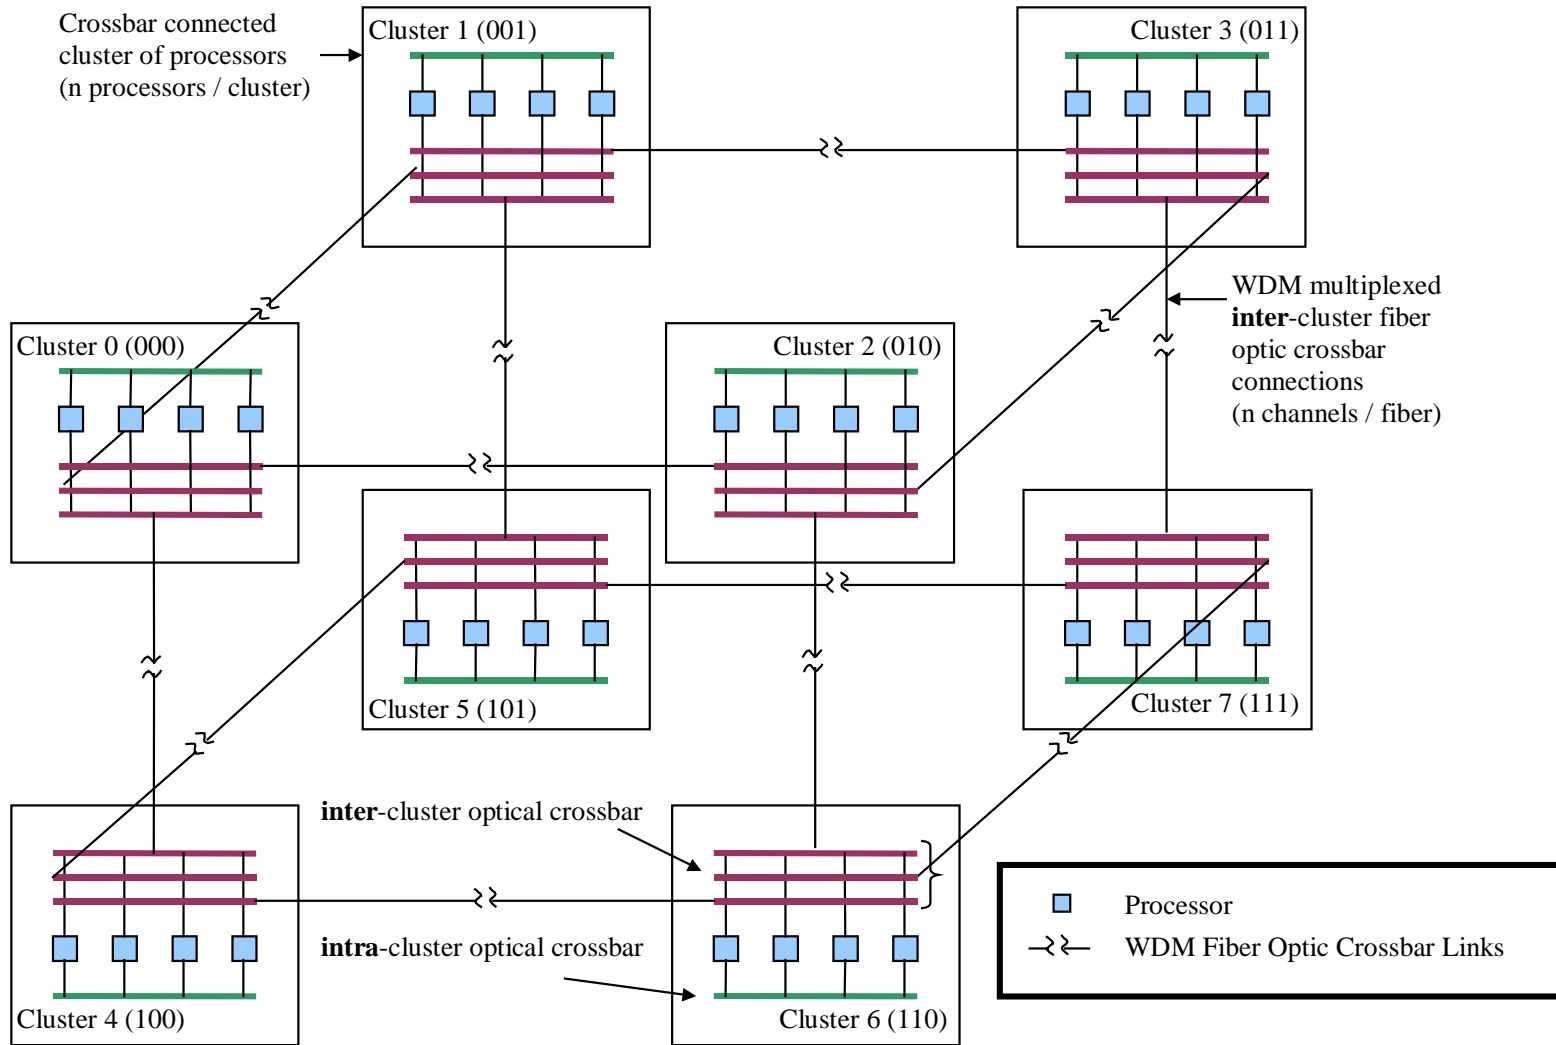 Crossbar connected
cluster of processors
(n processors / cluster)
Cluster 1 (001)
Cluster 3 (011)
WDM multiplexed
inter-cluster fiber
optic crossbar
connections
(n channels / fiber)
Cluster 0 (000)
Cluster 2 (010)
Cluster 5 (101)
Cluster 7 (111)
inter-cluster optical crossbar
intra-cluster optical crossbar
Cluster 4 (100)
Cluster 6 (110)
Processor
WDM Fiber Optic Crossbar Links